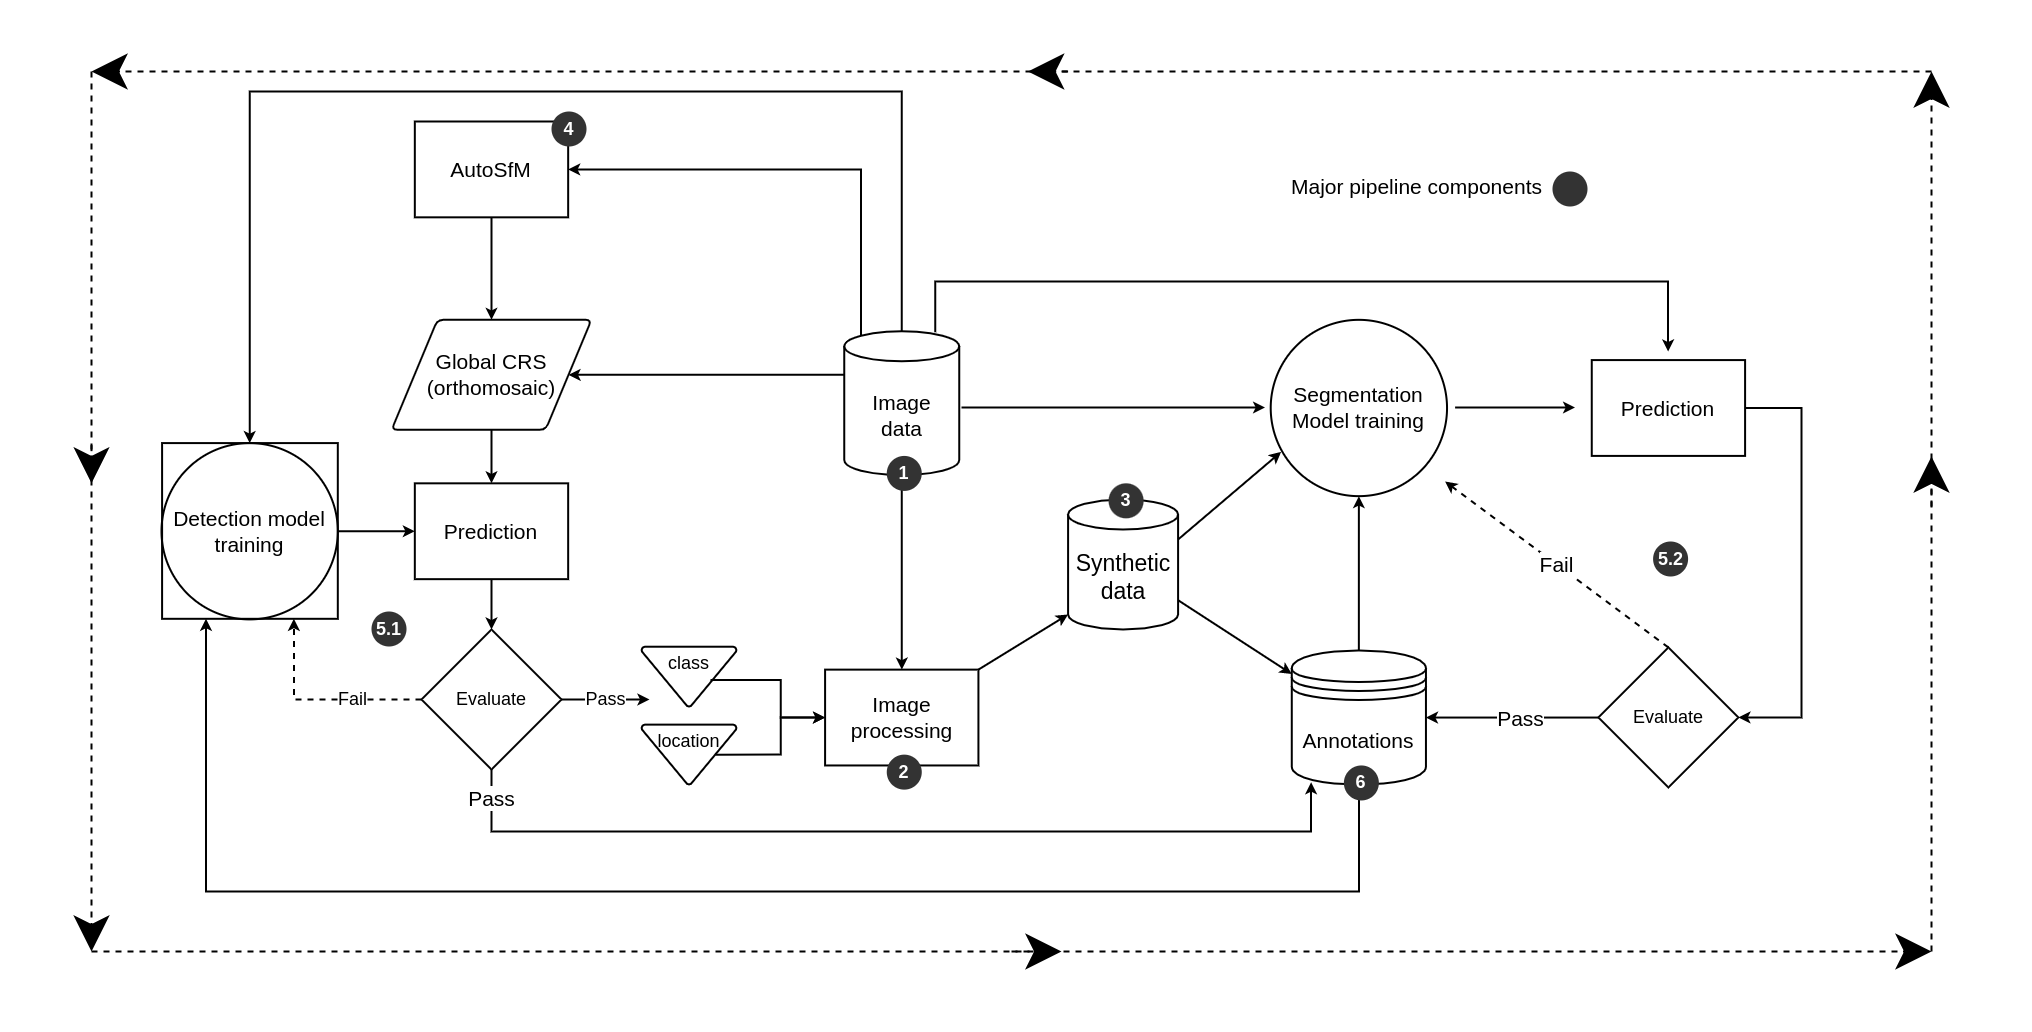 4
AutoSfM
Major pipeline components
Global CRS
(orthomosaic)
Image
data
1
Segmentation
Model training
Prediction
Detection model
training
Prediction
3
Synthetic
data
Fail
5.2
5.1
Evaluate
Fail
Pass
class
location
Image
processing
2
Annotations
6
Pass
Evaluate
Pass